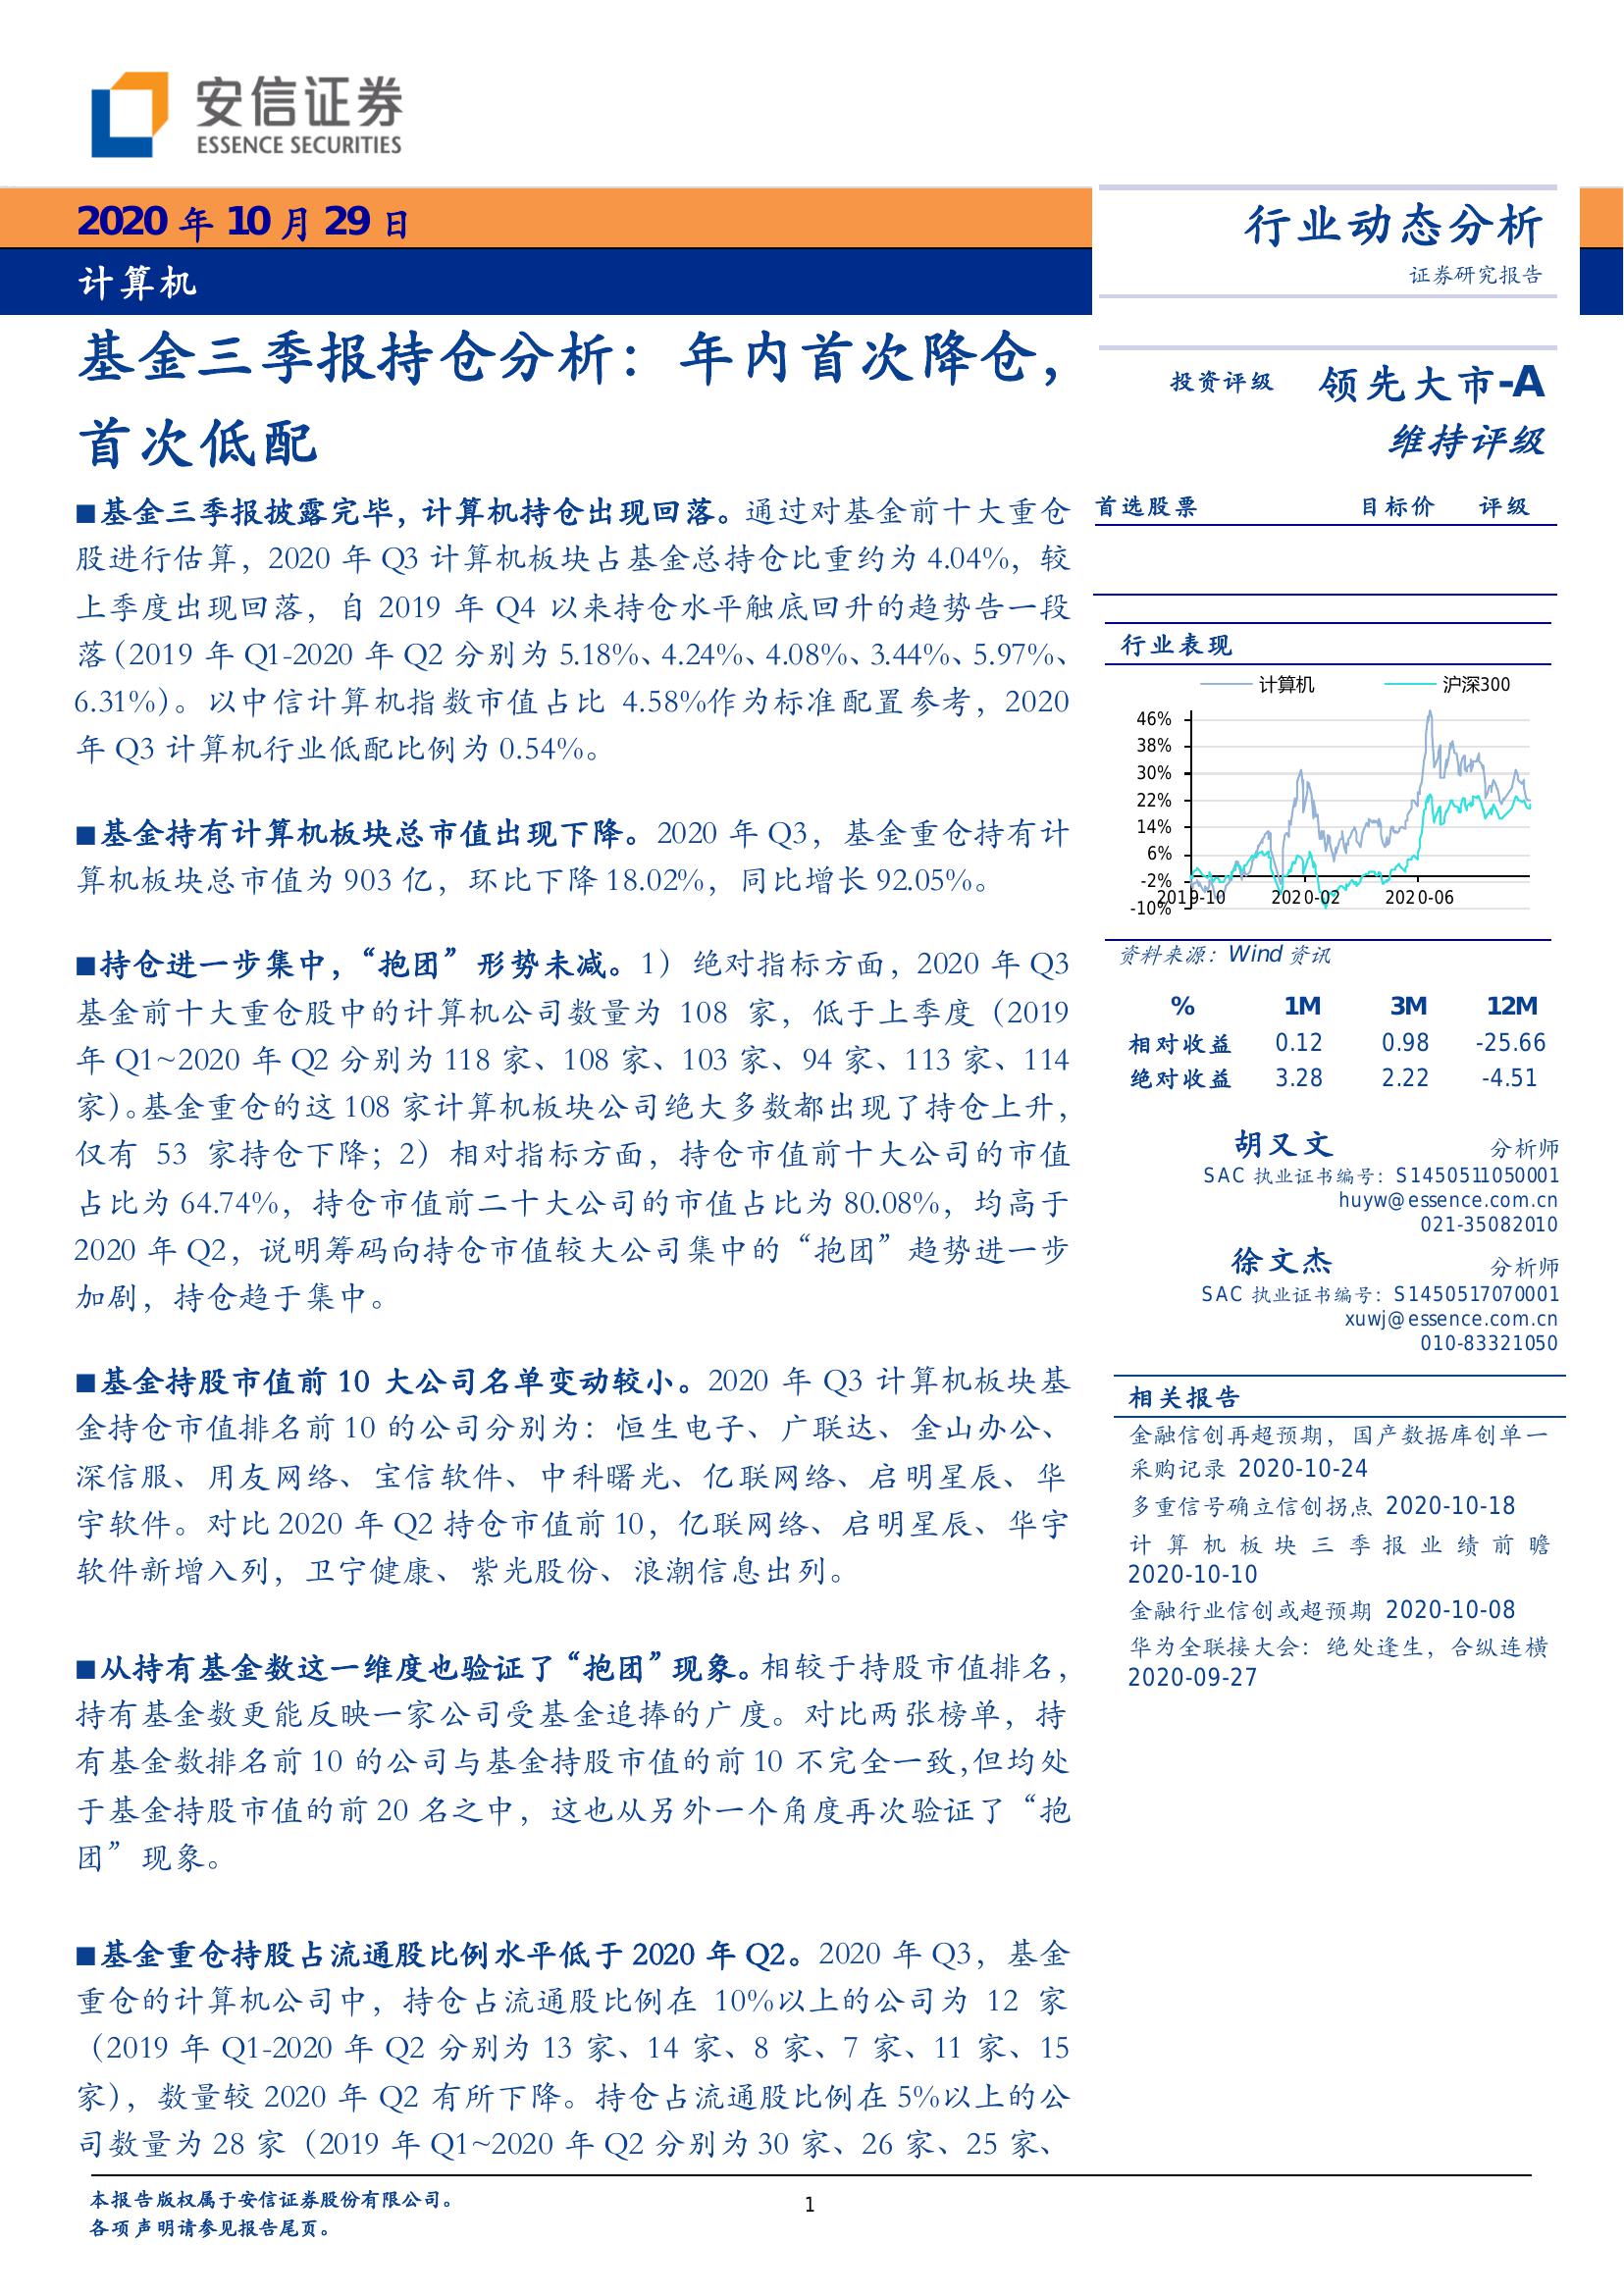 安信证券
ESSENCE SECURITIES
2020 年 10 月 29 日
计算机
行业动态分析
证券研究报告
基金三季报持仓分析：年内首次降仓，
首次低配
■基金三季报披露完毕，计算机持仓出现回落。通过对基金前十大重仓
股进行估算，2020 年 Q3 计算机板块占基金总持仓比重约为 4.04%，较
上季度出现回落，自 2019 年 Q4 以来持仓水平触底回升的趋势告一段
落（2019 年 Q1-2020 年 Q2 分别为 5.18%、4.24%、4.08%、3.44%、5.97%、
6.31%）。以中信计算机指数市值占比 4.58%作为标准配置参考，2020
年 Q3 计算机行业低配比例为 0.54%。
■基金持有计算机板块总市值出现下降。2020 年 Q3，基金重仓持有计
算机板块总市值为 903 亿，环比下降 18.02%，同比增长 92.05%。
■持仓进一步集中，“抱团”形势未减。1）绝对指标方面，2020 年 Q3
基金前十大重仓股中的计算机公司数量为 108 家，低于上季度（2019
年 Q1~2020 年 Q2 分别为 118 家、108 家、103 家、94 家、113 家、114
家）。基金重仓的这 108 家计算机板块公司绝大多数都出现了持仓上升，
仅有 53 家持仓下降；2）相对指标方面，持仓市值前十大公司的市值
占比为 64.74%，持仓市值前二十大公司的市值占比为 80.08%，均高于
2020 年 Q2，说明筹码向持仓市值较大公司集中的“抱团”趋势进一步
加剧，持仓趋于集中。
■基金持股市值前 10 大公司名单变动较小。2020 年 Q3 计算机板块基
金持仓市值排名前 10 的公司分别为：恒生电子、广联达、金山办公、
深信服、用友网络、宝信软件、中科曙光、亿联网络、启明星辰、华
宇软件。对比 2020 年 Q2 持仓市值前 10，亿联网络、启明星辰、华宇
软件新增入列，卫宁健康、紫光股份、浪潮信息出列。
■从持有基金数这一维度也验证了“抱团”现象。相较于持股市值排名，
持有基金数更能反映一家公司受基金追捧的广度。对比两张榜单，持
有基金数排名前 10 的公司与基金持股市值的前 10 不完全一致，但均处
于基金持股市值的前 20 名之中，这也从另外一个角度再次验证了“抱
团”现象。
■基金重仓持股占流通股比例水平低于 2020 年 Q2。2020 年 Q3，基金
重仓的计算机公司中，持仓占流通股比例在 10%以上的公司为 12 家
（2019 年 Q1-2020 年 Q2 分别为 13 家、14 家、8 家、7 家、11 家、15
家），数量较 2020 年 Q2 有所下降。持仓占流通股比例在 5%以上的公
司数量为 28 家（2019 年 Q1~2020 年 Q2 分别为 30 家、26 家、25 家、
投资评级 领先大市-A
维持评级
首选股票 目标价 评级
行业表现
计算机 沪深300
46%
38%
30%
22%
14%
6%
-2%
-10%
2019-10 2020-02 2020-06
资料来源：Wind 资讯
% 1M 3M 12M
相对收益 0.12 0.98 -25.66
绝对收益 3.28 2.22 -4.51
胡又文 分析师
SAC 执业证书编号：S1450511050001
huyw@essence.com.cn
021-35082010
徐文杰 分析师
SAC 执业证书编号：S1450517070001
xuwj@essence.com.cn
010-83321050
相关报告
金融信创再超预期，国产数据库创单一
采购记录 2020-10-24
多重信号确立信创拐点 2020-10-18
计算机板块三季报业绩前瞻
2020-10-10
金融行业信创或超预期 2020-10-08
华为全联接大会：绝处逢生，合纵连横
2020-09-27
本报告版权属于安信证券股份有限公司。
各项声明请参见报告尾页。
1